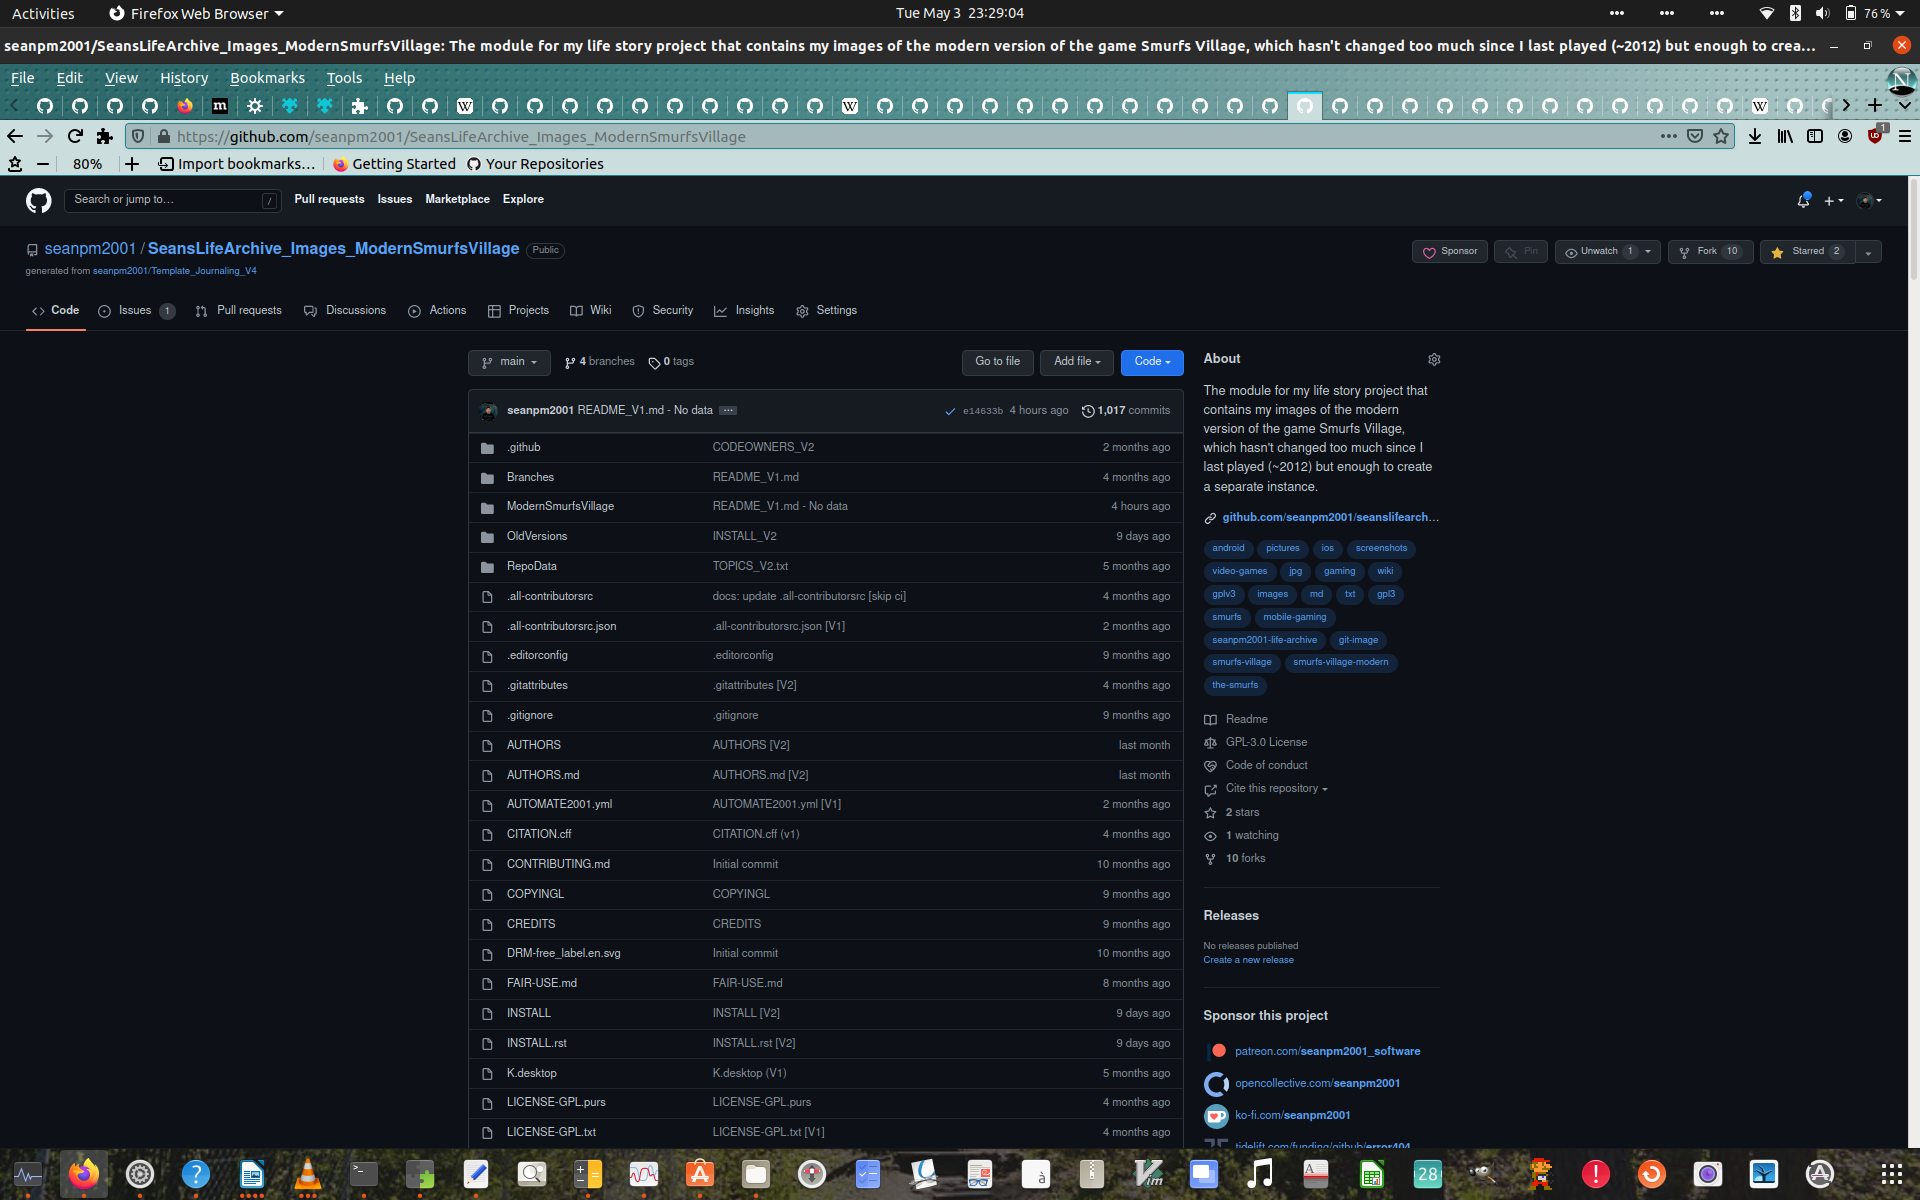 Activities Firefox Web Browser Tue May 3 23:29:04 76 %
seanpm2001/SeansLifeArchive_Images_ModernSmurfsVillage: The module for my life story project that contains my images of the modern version of the game Smurfs Village, which hasn't changed too much since I last played (~2012) but enough to crea…
File Edit View History Bookmarks Tools Help
https://github.com/seanpm2001/SeansLifeArchive_Images_ModernSmurfsVillage 1
80% Import bookmarks… Getting Started Your Repositories
Search or jump to… / Pull requests Issues Marketplace Explore
seanpm2001 / SeansLifeArchive_Images_ModernSmurfsVillage Public
generated from seanpm2001/Template_Journaling_V4
Sponsor Pin Unwatch 1 Fork 10 Starred 2
Code Issues 1 Pull requests Discussions Actions Projects Wiki Security Insights Settings
main 4 branches 0 tags Go to file Add file Code
seanpm2001 README_V1.md - No data … e14633b 4 hours ago 1,017 commits
.github CODEOWNERS_V2 2 months ago
Branches README_V1.md 4 months ago
ModernSmurfsVillage README_V1.md - No data 4 hours ago
OldVersions INSTALL_V2 9 days ago
RepoData TOPICS_V2.txt 5 months ago
.all-contributorsrc docs: update .all-contributorsrc [skip ci] 4 months ago
.all-contributorsrc.json .all-contributorsrc.json [V1] 2 months ago
.editorconfig .editorconfig 9 months ago
.gitattributes .gitattributes [V2] 4 months ago
.gitignore .gitignore 9 months ago
AUTHORS AUTHORS [V2] last month
AUTHORS.md AUTHORS.md [V2] last month
AUTOMATE2001.yml AUTOMATE2001.yml [V1] 2 months ago
CITATION.cff CITATION.cff (v1) 4 months ago
CONTRIBUTING.md Initial commit 10 months ago
COPYINGL COPYINGL 9 months ago
CREDITS CREDITS 9 months ago
DRM-free_label.en.svg Initial commit 10 months ago
FAIR-USE.md FAIR-USE.md 8 months ago
INSTALL INSTALL [V2] 9 days ago
INSTALL.rst INSTALL.rst [V2] 9 days ago
K.desktop K.desktop (V1) 5 months ago
LICENSE-GPL.purs LICENSE-GPL.purs 4 months ago
LICENSE-GPL.txt LICENSE-GPL.txt [V1] 4 months ago
About
The module for my life story project that
contains my images of the modern
version of the game Smurfs Village,
which hasn't changed too much since I
last played (~2012) but enough to create
a separate instance.
github.com/seanpm2001/seanslifearch…
android pictures ios screenshots
video-games jpg gaming wiki
gplv3 images md txt gpl3
smurfs mobile-gaming
seanpm2001-life-archive git-image
smurfs-village smurfs-village-modern
the-smurfs
Readme
GPL-3.0 License
Code of conduct
Cite this repository
2 stars
1 watching
10 forks
Releases
No releases published
Create a new release
Sponsor this project
patreon.com/seanpm2001_software
opencollective.com/seanpm2001
ko-fi.com/seanpm2001
tidelift.com/funding/github/error404
28